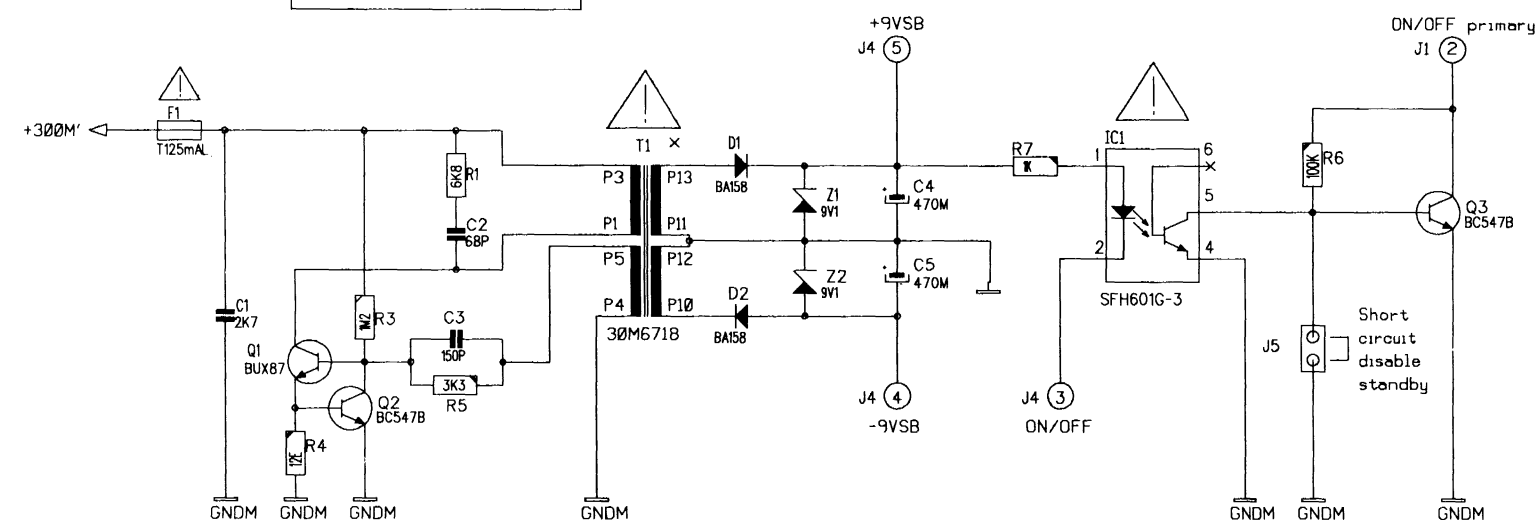 +9VSB
J4 5
ON/OFF primary
J1 2
+300M'
F1
T125mAL
T1 ×
D1
BA158
P3 P13
P1 P11
P5 P12
P4 P10
30M6718
D2
BA158
6K8 R1
C2
68P
C1
2K7
1M2 R3
C3
150P
3K3
R5
Q1
BUX87
Q2
BC547B
12E R4
Z1
9V1
C4
470M
Z2
9V1
C5
470M
J4 4
-9VSB
R7
1K
IC1
1
2
6
5
4
SFH601G-3
J4 3
ON/OFF
100K R6
Q3
BC547B
J5
Short
circuit
disable
standby
GNDM GNDM GNDM GNDM GNDM GNDM GNDM